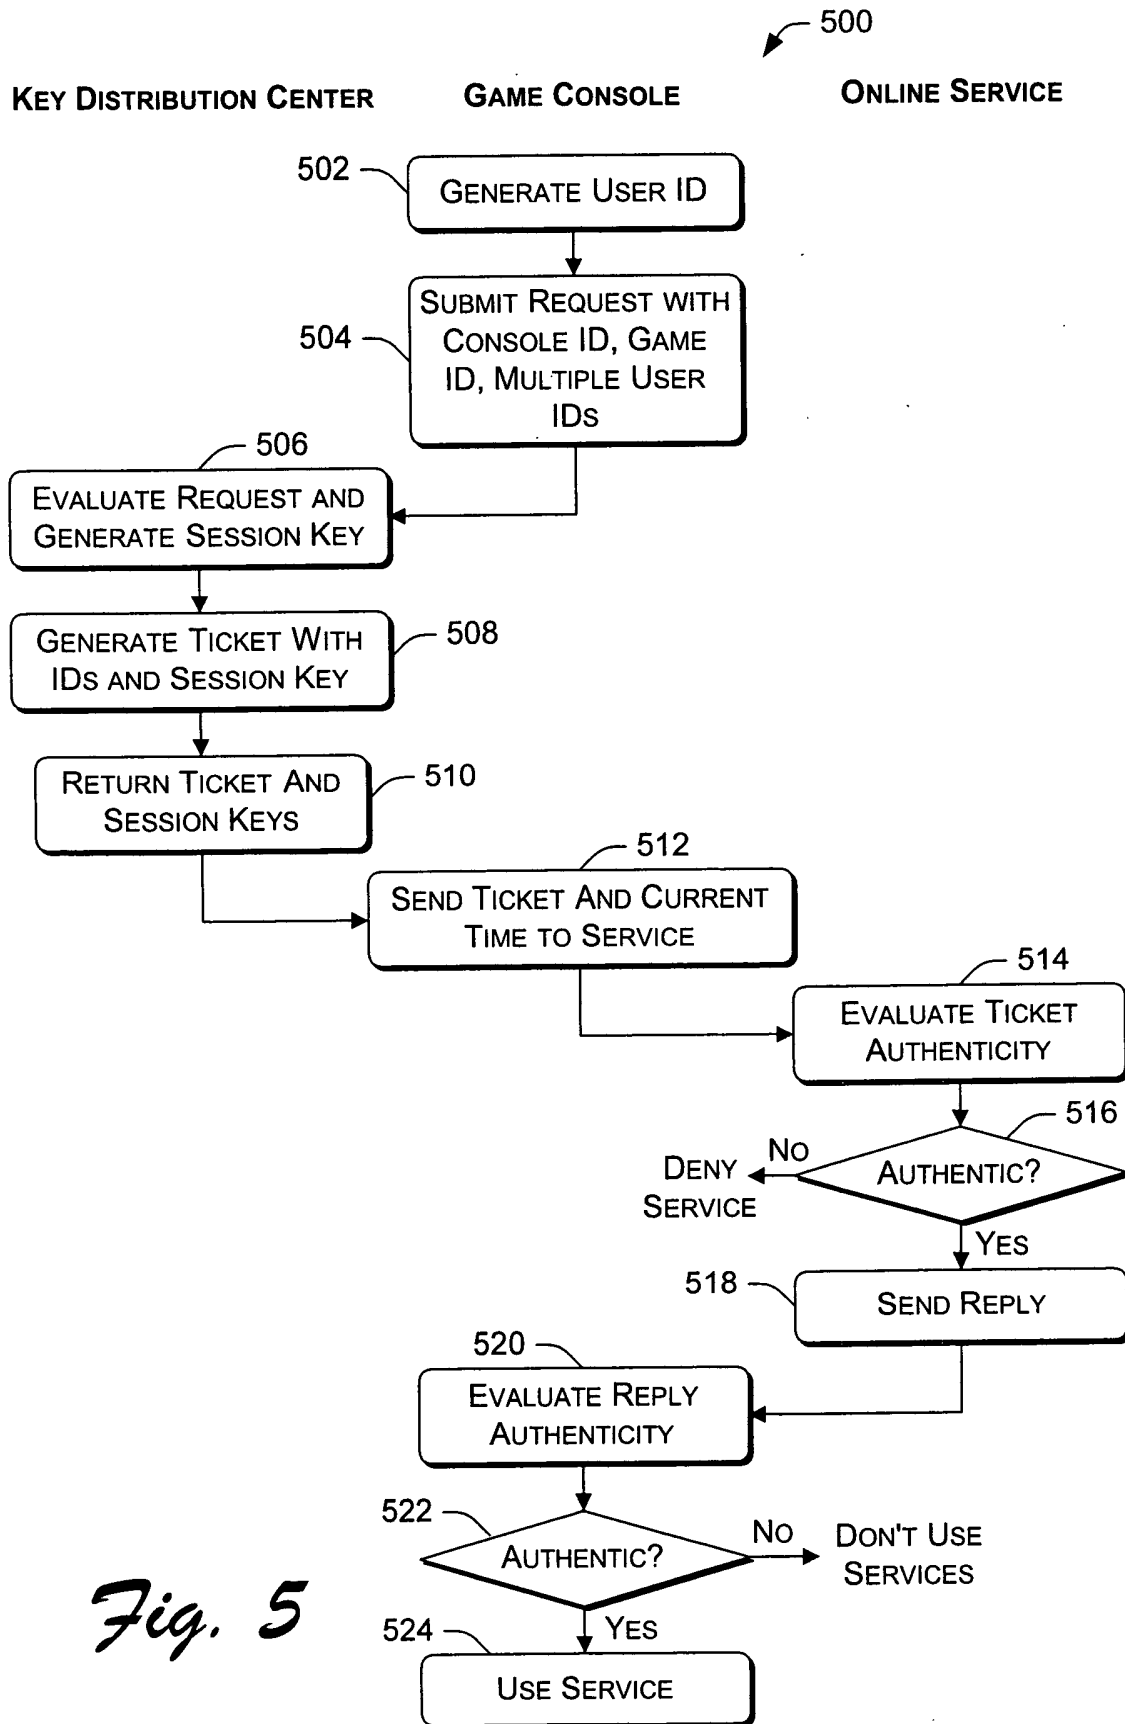 500
KEY DISTRIBUTION CENTER
GAME CONSOLE
ONLINE SERVICE
502
GENERATE USER ID
504
SUBMIT REQUEST WITH
CONSOLE ID, GAME
ID, MULTIPLE USER
IDS
506
EVALUATE REQUEST AND
GENERATE SESSION KEY
508
GENERATE TICKET WITH
IDS AND SESSION KEY
510
RETURN TICKET AND
SESSION KEYS
512
SEND TICKET AND CURRENT
TIME TO SERVICE
514
EVALUATE TICKET
AUTHENTICITY
516
AUTHENTIC?
NO
DENY
SERVICE
YES
518
SEND REPLY
520
EVALUATE REPLY
AUTHENTICITY
522
AUTHENTIC?
NO
DON'T USE
SERVICES
YES
524
USE SERVICE
Fig. 5